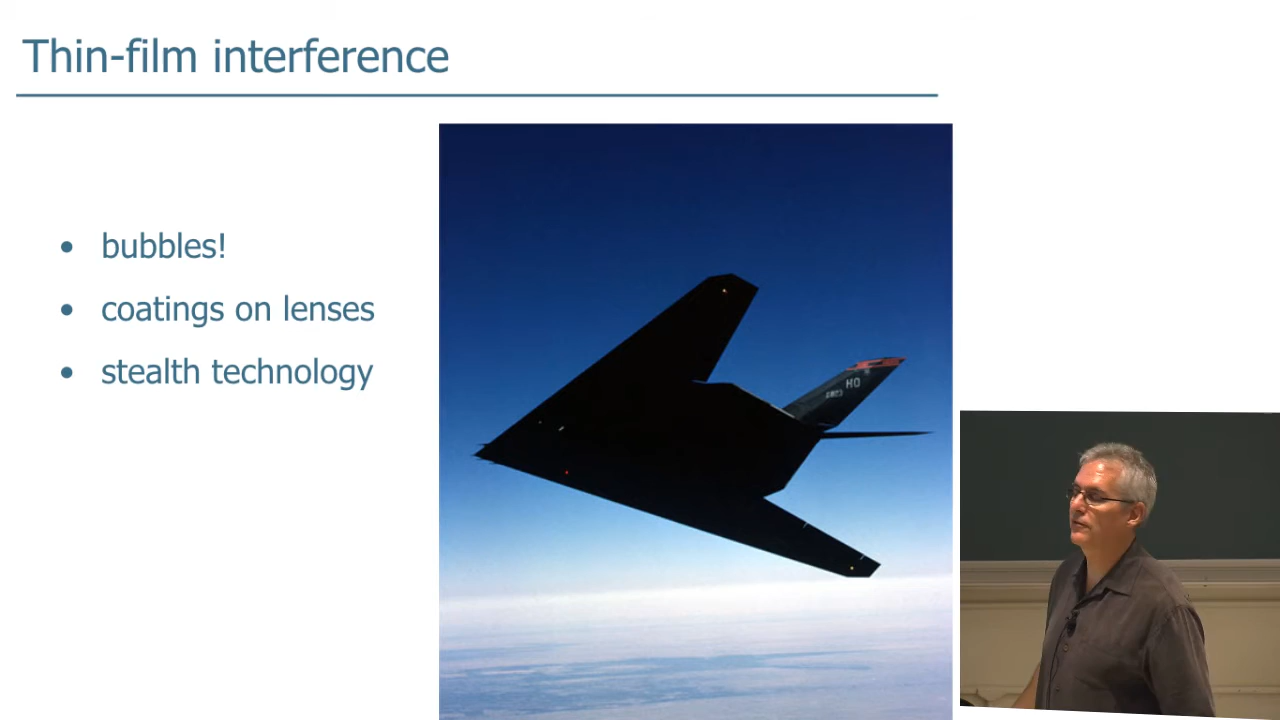 Thin-film interference
• bubbles!
• coatings on lenses
• stealth technology
HO